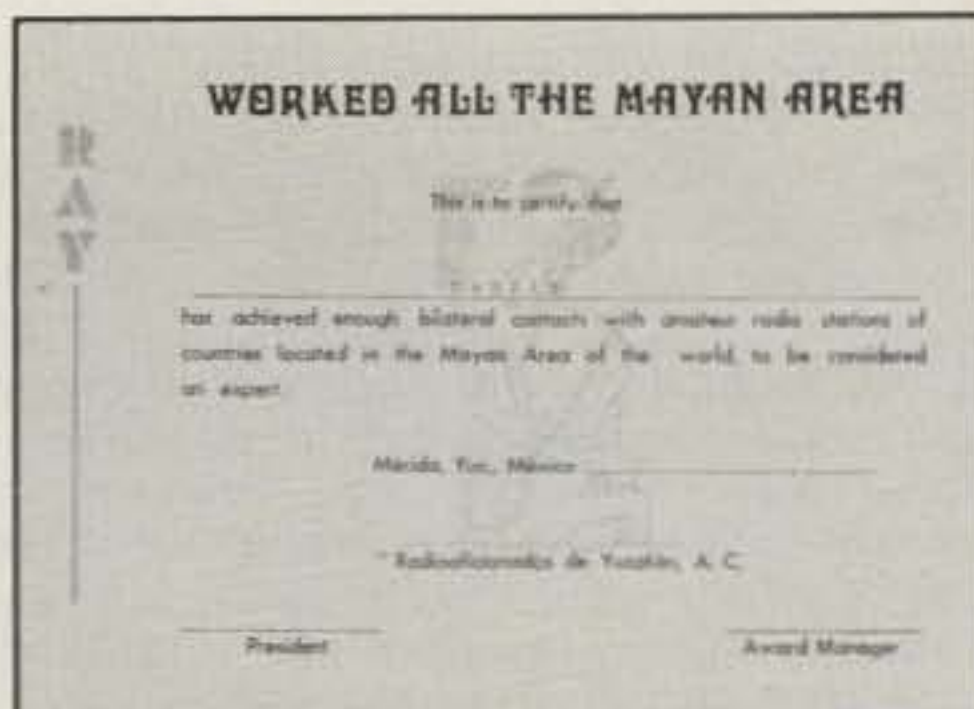 WORKED ALL THE MAYAN AREA
R
A
Y
This is to certify that
has achieved enough bilateral contacts with amateur radio stations of
countries located in the Mayan Area of the world, to be considered
an expert
Mérida, Yuc., México
Radioaficionados de Yucatán, A. C.
President
Award Manager